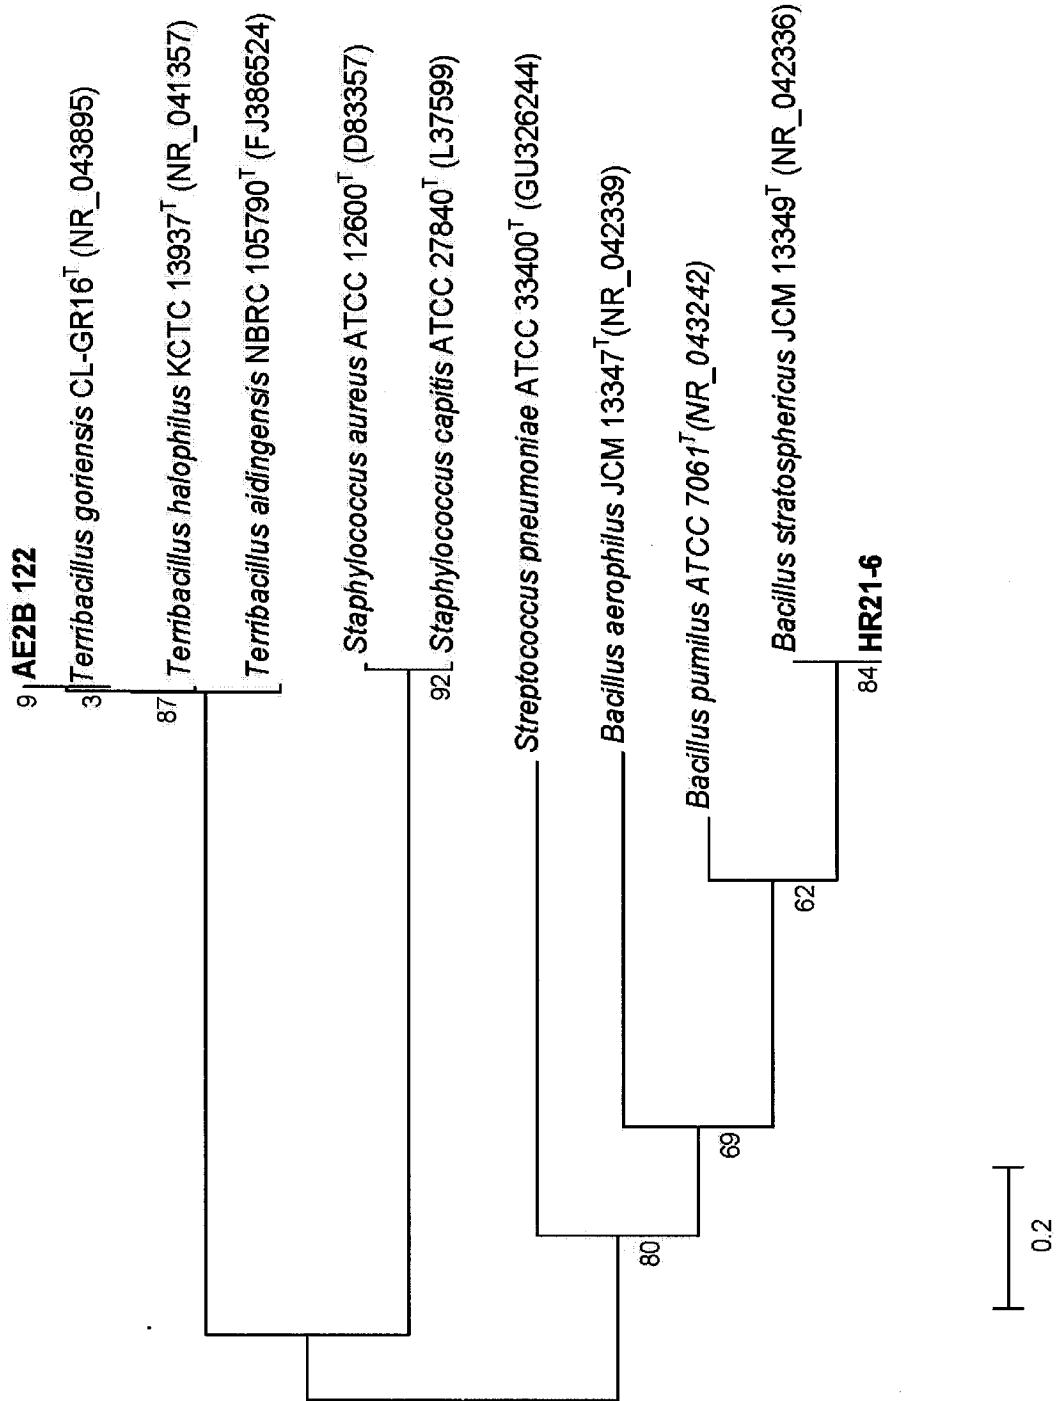 AE2B 122
Terribacillus goriensis CL-GR16ᵀ (NR_043895)
Terribacillus halophilus KCTC 13937ᵀ (NR_041357
Terribacillus aidingensis NBRC 105790ᵀ (FJ386524)
Staphylococcus aureus ATCC 12600ᵀ (D83357)
Staphylococcus capitis ATCC 27840ᵀ (L37599)
Streptococcus pneumoniae ATCC 33400ᵀ (GU326244)
Bacillus aerophilus JCM 13347ᵀ(NR_042339)
Bacillus pumilus ATCC 7061ᵀ(NR_043242)
Bacillus stratosphericus JCM 13349ᵀ (NR_042336)
HR21-6
9
3
87
92
84
62
69
80
0.2